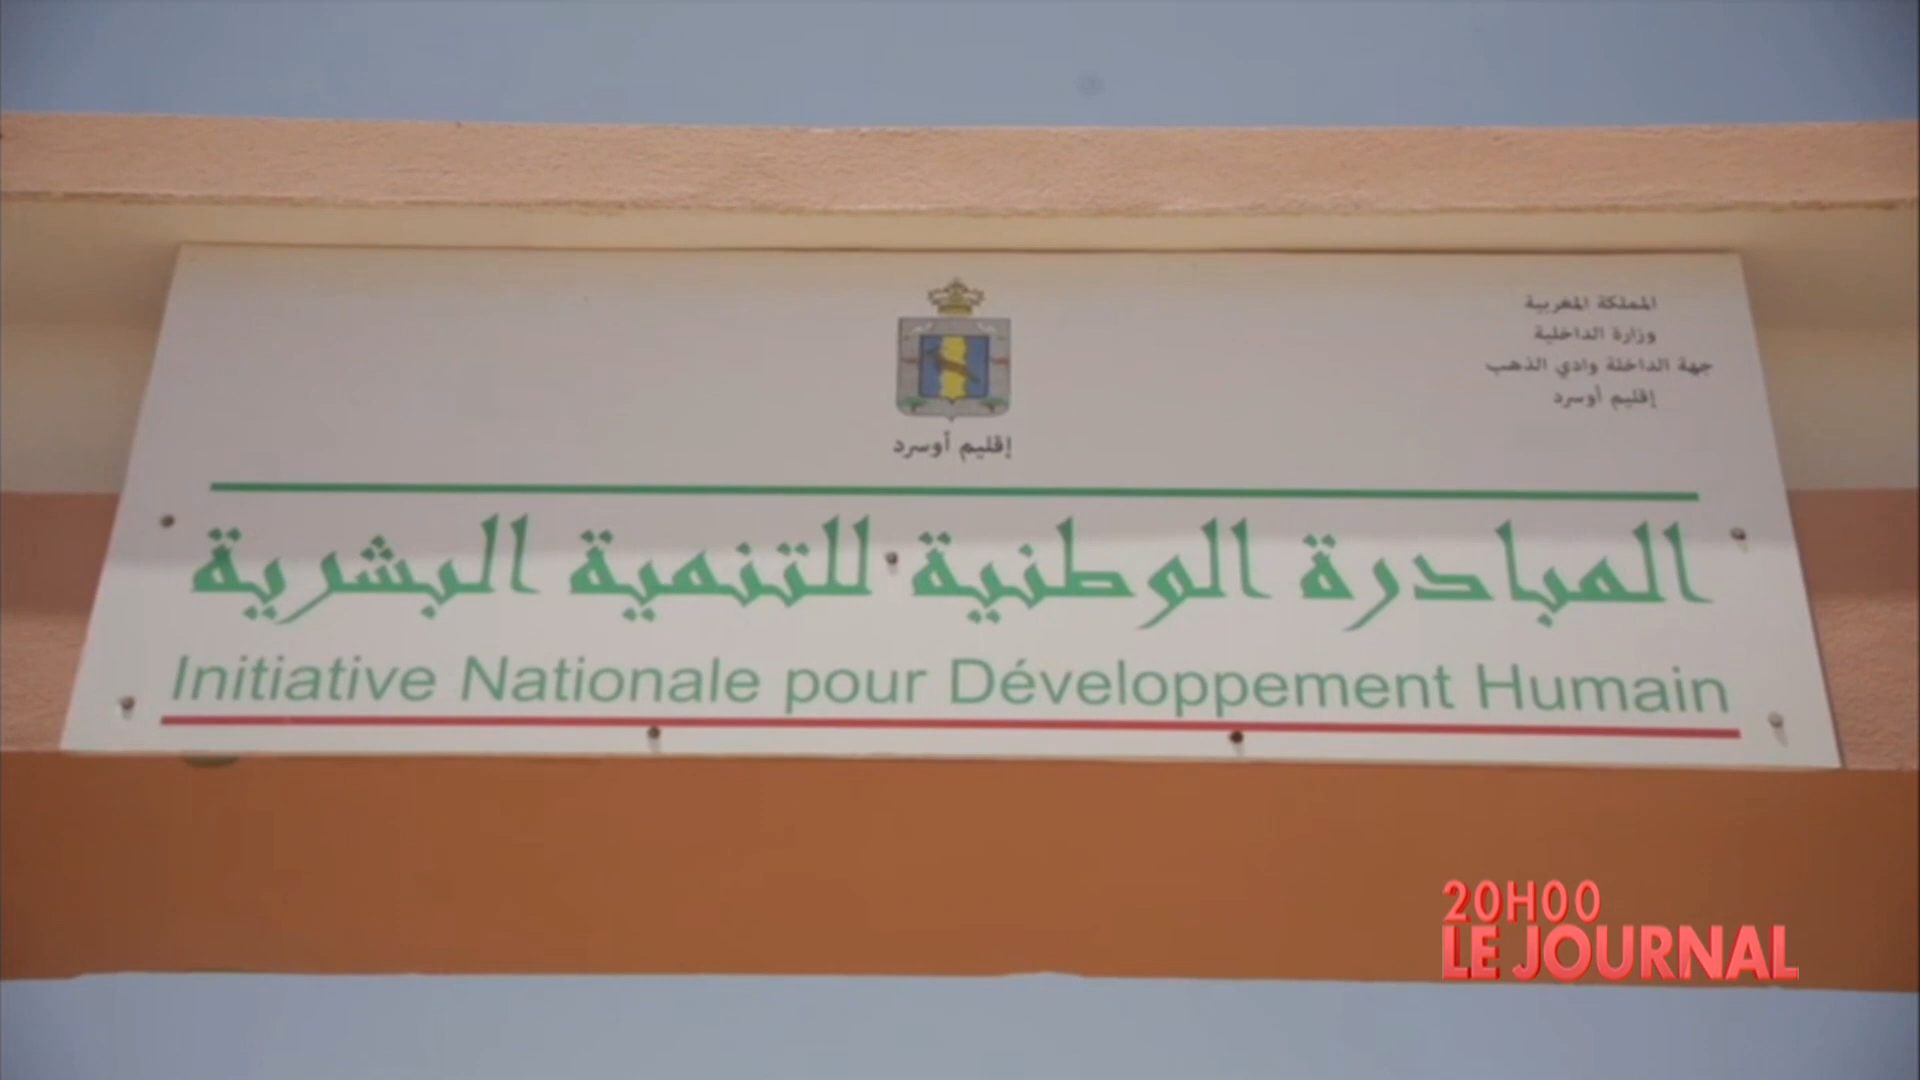 المملكة المغربية
وزارة الداخلية
جهة الداخلة وادي الذهب
إقليم أوسرد
إقليم أوسرد
المبادرة الوطنية للتنمية البشرية
Initiative Nationale pour Développement Humain
20H00
LE JOURNAL